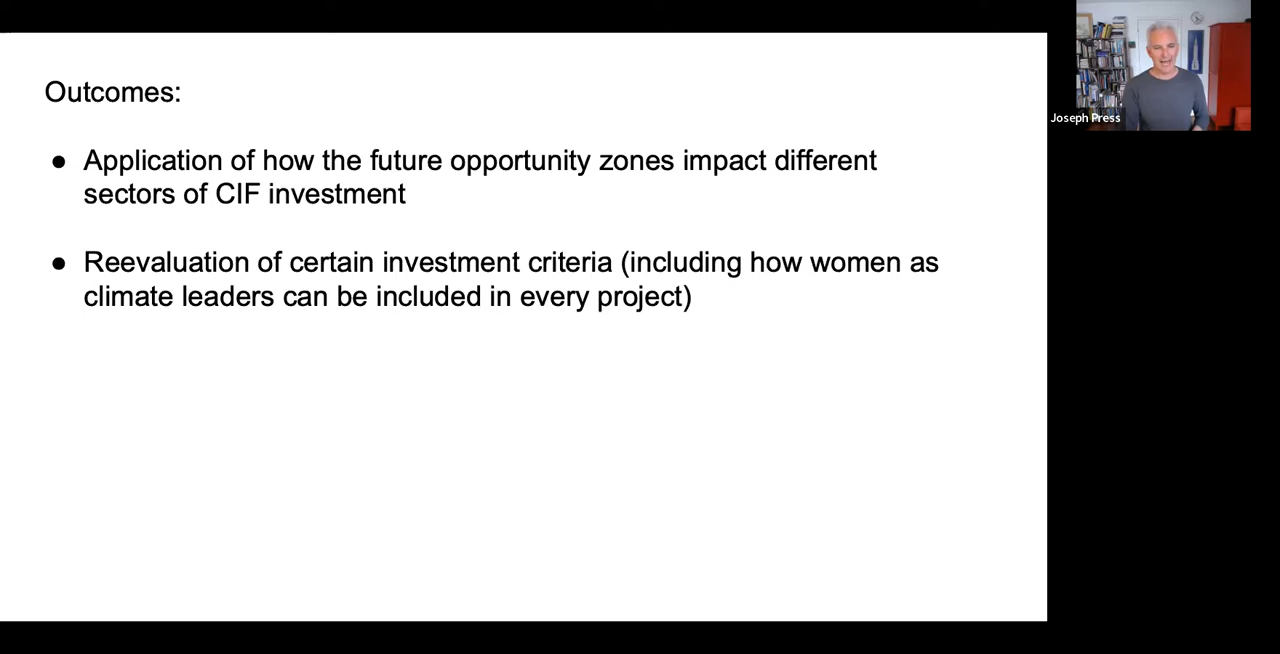 Outcomes:
● Application of how the future opportunity zones impact different
sectors of CIF investment
● Reevaluation of certain investment criteria (including how women as
climate leaders can be included in every project)
Joseph Press